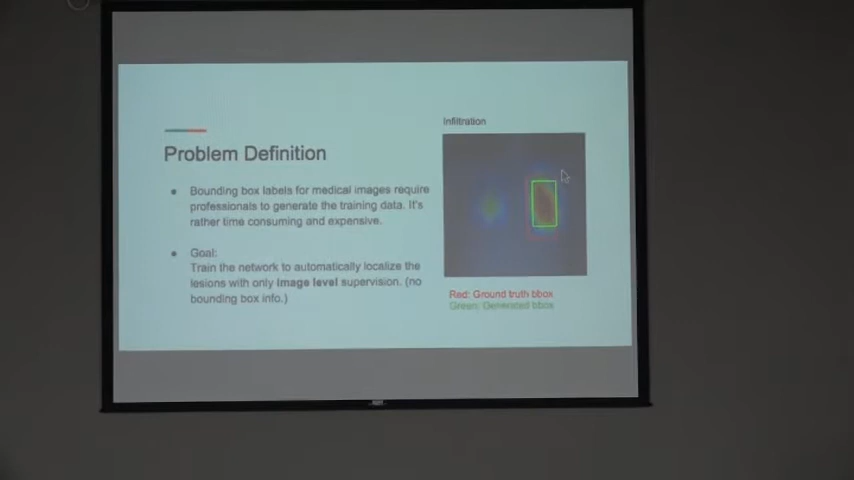 Problem Definition
Bounding box labels for medical images require
professionals to generate the training data. It's
rather time consuming and expensive.
Goal:
Train the network to automatically localize the
lesions with only image level supervision. (no
bounding box info.)
Infiltration
Red: Ground truth bbox
Green: Generated bbox